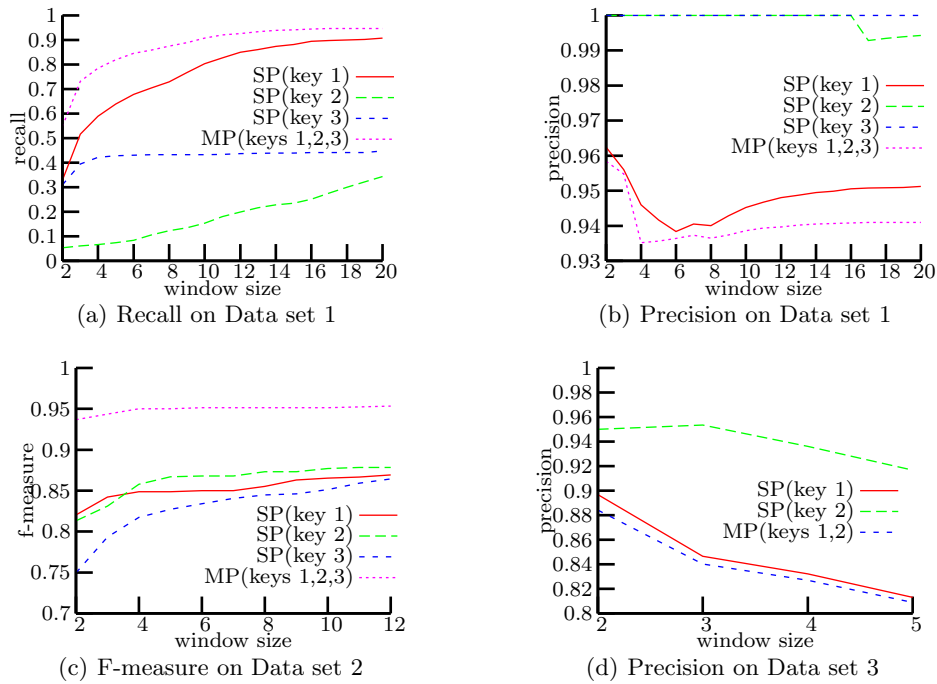 1
0.9
0.8
0.7
0.6
0.5
0.4
0.3
0.2
0.1
0
recall
2 4 6 8 10 12 14 16 18 20
window size
SP(key 1)
SP(key 2)
SP(key 3)
MP(keys 1,2,3)
(a) Recall on Data set 1
1
0.99
0.98
0.97
0.96
0.95
0.94
0.93
precision
2 4 6 8 10 12 14 16 18 20
window size
SP(key 1)
SP(key 2)
SP(key 3)
MP(keys 1,2,3)
(b) Precision on Data set 1
1
0.95
0.9
0.85
0.8
0.75
0.7
f-measure
2 4 6 8 10 12
window size
SP(key 1)
SP(key 2)
SP(key 3)
MP(keys 1,2,3)
(c) F-measure on Data set 2
1
0.98
0.96
0.94
0.92
0.9
0.88
0.86
0.84
0.82
0.8
precision
2 3 4 5
window size
SP(key 1)
SP(key 2)
MP(keys 1,2)
(d) Precision on Data set 3